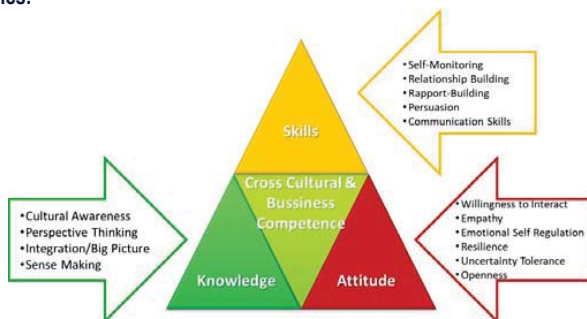 • Self-Monitoring
• Relationship Building
• Rapport-Building
• Persuasion
• Communication Skills
Skills
Cross Cultural &
Bussiness
Competence
• Cultural Awareness
• Perspective Thinking
• Integration/Big Picture
• Sense Making
Knowledge
Attitude
• Willingness to Interact
• Empathy
• Emotional Self Regulation
• Resilience
• Uncertainty Tolerance
• Openness